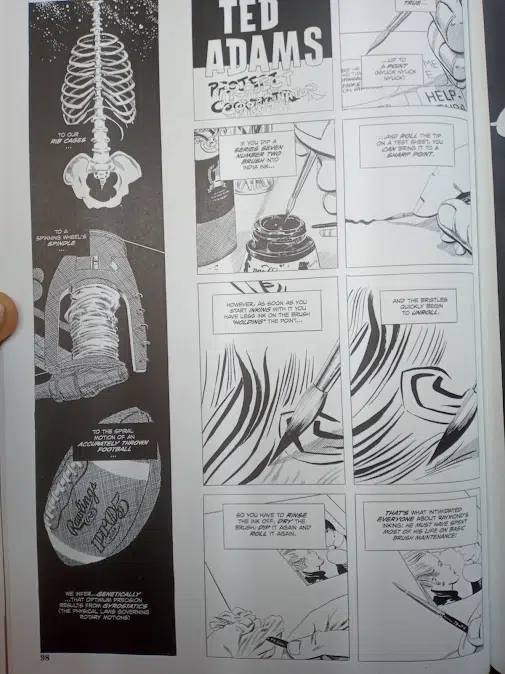 TO OUR
RIB CAGES
...
TO A
SPINNING WHEEL'S
SPINDLE
...
TO THE SPIRAL
MOTION OF AN
ACCURATELY THROWN
FOOTBALL
...
Rawlings
PRO5
WE INFER...GENETICALLY
...THAT OPTIMUM PRECISION
RESULTS FROM GYROSTATICS
(THE PHYSICAL LAWS GOVERNING
ROTARY MOTIONS)
98
TED
ADAMS
TRUE...
...UP TO
A POINT
(NYUCK NYUCK
NYUCK)
HELP!
IF YOU DIP A
SERIES SEVEN
NUMBER TWO
BRUSH INTO
INDIA INK...
...AND ROLL THE TIP
ON A TEST SHEET, YOU
CAN BRING IT TO A
SHARP POINT.
HOWEVER, AS SOON AS YOU
START INKING WITH IT YOU
HAVE LESS INK ON THE BRUSH
"HOLDING" THE POINT...
AND THE BRISTLES
QUICKLY BEGIN
TO UNROLL.
SO YOU HAVE TO RINSE
THE INK OFF, DRY THE
BRUSH, DIP IT AGAIN AND
ROLL IT AGAIN.
THAT'S WHAT INTIMIDATED
EVERYONE ABOUT RAYMOND'S
INKING: HE MUST HAVE SPENT
MOST OF HIS LIFE ON BASIC
BRUSH MAINTENANCE!